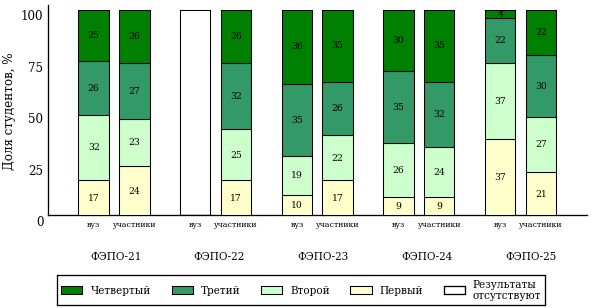 Доля студентов, %
100
75
50
25
0
25 26 26 36 35 30 35 4 22
26 27 32 35 26 35 32 22 30
32 23 25 19 22 26 24 37 27
17 24 17 10 17 9 9 37 21
вуз участники вуз участники вуз участники вуз участники вуз участники
ФЭПО-21 ФЭПО-22 ФЭПО-23 ФЭПО-24 ФЭПО-25
Четвертый Третий Второй Первый Результаты
отсутствуют